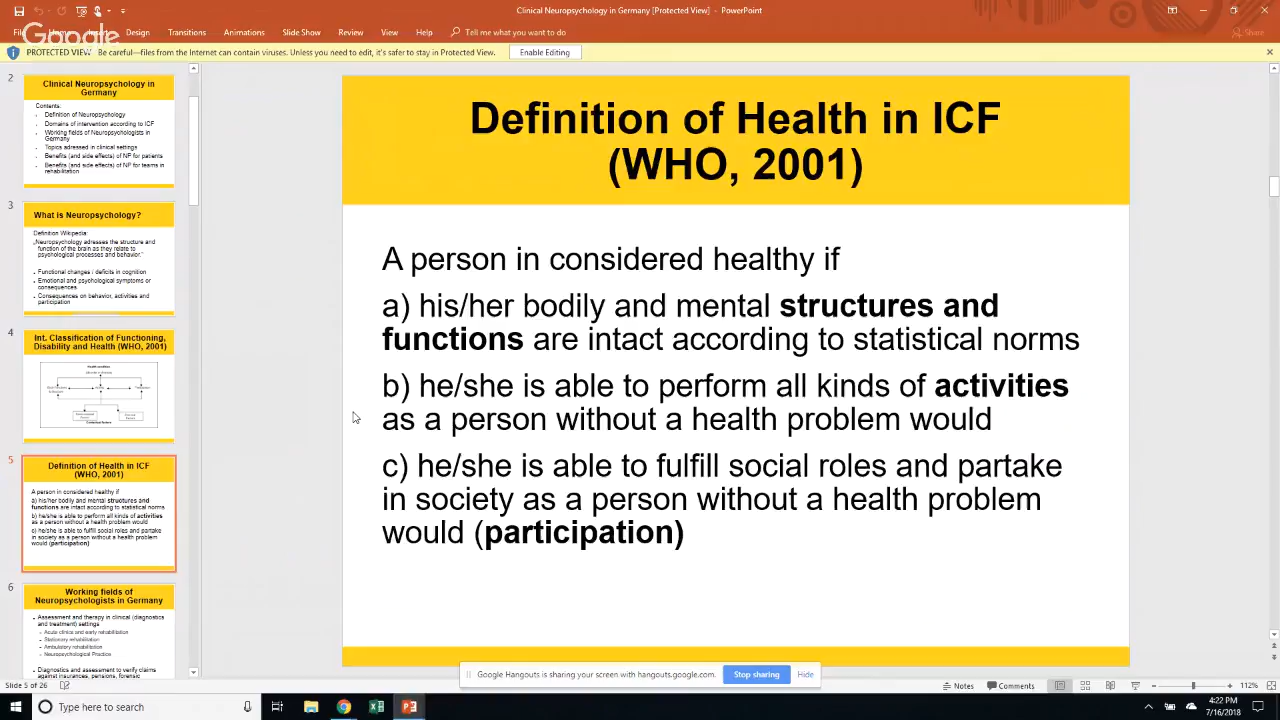 Clinical Neuropsychology in Germany [Protected View] - PowerPoint
Google
Design Transitions Animations Slide Show Review View Help Tell me what you want to do Share
PROTECTED VIEW Be careful—files from the Internet can contain viruses. Unless you need to edit, it's safer to stay in Protected View. Enable Editing
2
Clinical Neuropsychology in
Germany
Contents:
Definition of Neuropsychology
Domains of intervention according to ICF
Working fields of Neuropsychologists in
Germany
Topics adressed in clinical settings
Benefits (and side effects) of NP for patients
Benefits (and side effects) of NP for teams in
rehabilitation
3
What is Neuropsychology?
Definition Wikipedia:
„Neuropsychology adresses the structure and
function of the brain as they relate to
psychological processes and behavior."
Functional changes / deficits in cognition
Emotional and psychological symptoms or
consequences
Consequences on behavior, activities and
participation
4
Int. Classification of Functioning,
Disability and Health (WHO, 2001)
5
Definition of Health in ICF
(WHO, 2001)
A person in considered healthy if
a) his/her bodily and mental structures and
functions are intact according to statistical norms
b) he/she is able to perform all kinds of activities
as a person without a health problem would
c) he/she is able to fulfill social roles and partake
in society as a person without a health problem
would (participation)
6
Working fields of
Neuropsychologists in Germany
Assessment and therapy in clinical (diagnostics
and treatment) settings
– Acute clinics and early rehabilitation
– Stationary rehabilitation
– Ambulatory rehabilitation
– Neuropsychological Practice
Diagnostics and assessment to verify claims
against insurances, pensions, forensic
Definition of Health in ICF
(WHO, 2001)
A person in considered healthy if
a) his/her bodily and mental structures and
functions are intact according to statistical norms
b) he/she is able to perform all kinds of activities
as a person without a health problem would
c) he/she is able to fulfill social roles and partake
in society as a person without a health problem
would (participation)
Google Hangouts is sharing your screen with hangouts.google.com. Stop sharing Hide
Slide 5 of 26 Notes Comments 112%
Type here to search
4:22 PM
7/16/2018